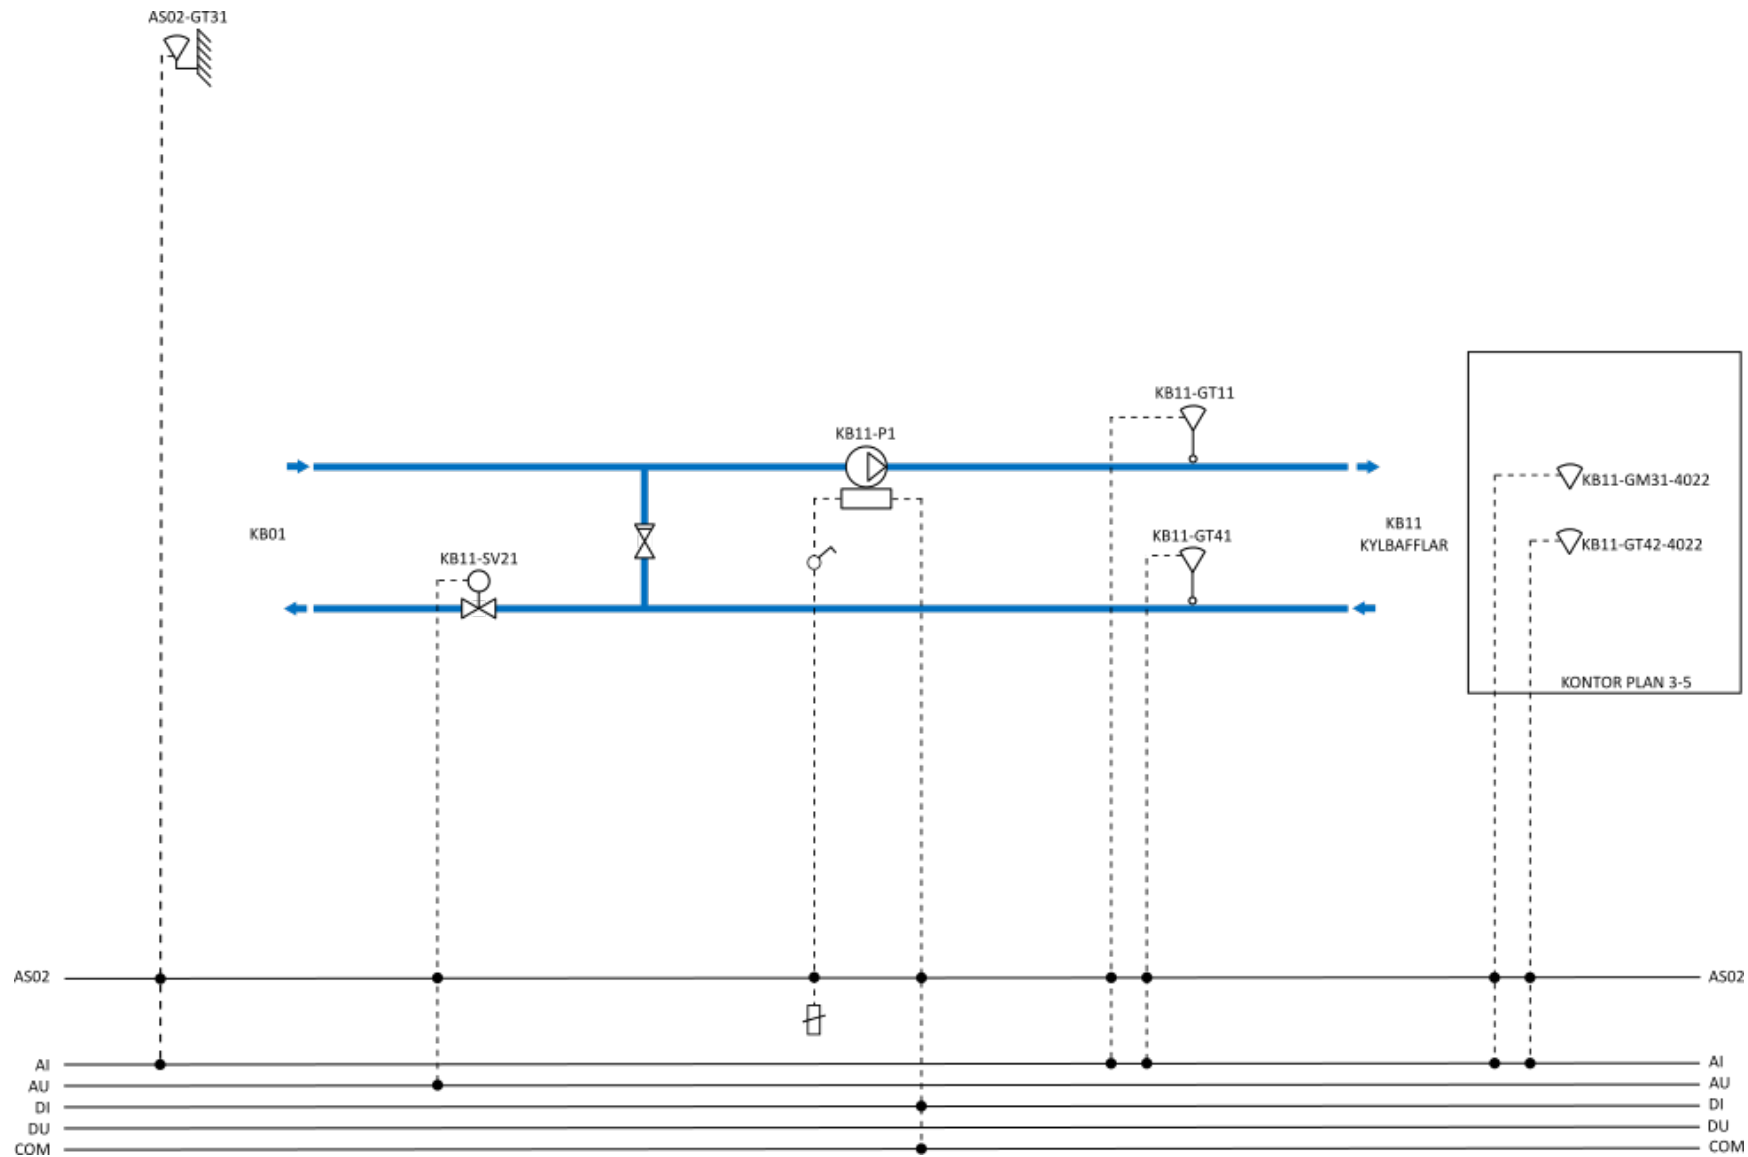 AS02-GT31
KB11-GT11
KB11-P1
KB11-GM31-4022
KB01
KB11
KYLBAFFLAR
KB11-GT41
KB11-GT42-4022
KB11-SV21
KONTOR PLAN 3-5
AS02 AS02
AI AI
AU AU
DI DI
DU DU
COM COM